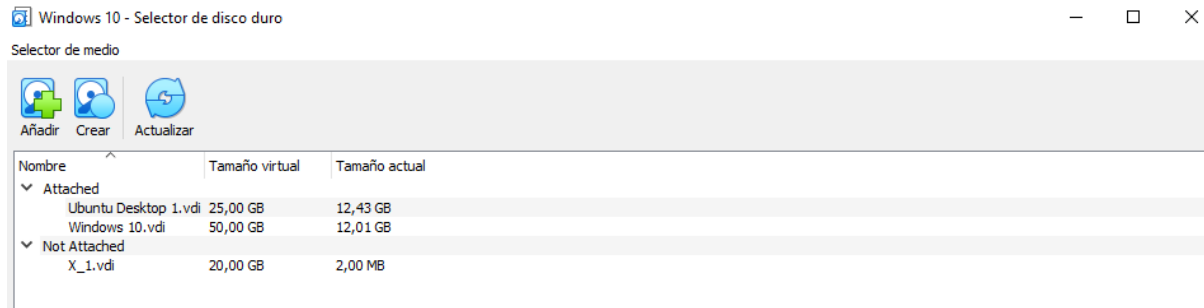 Windows 10 - Selector de disco duro
Selector de medio
Añadir Crear Actualizar
Nombre Tamaño virtual Tamaño actual
Attached
Ubuntu Desktop 1.vdi 25,00 GB 12,43 GB
Windows 10.vdi 50,00 GB 12,01 GB
Not Attached
X_1.vdi 20,00 GB 2,00 MB